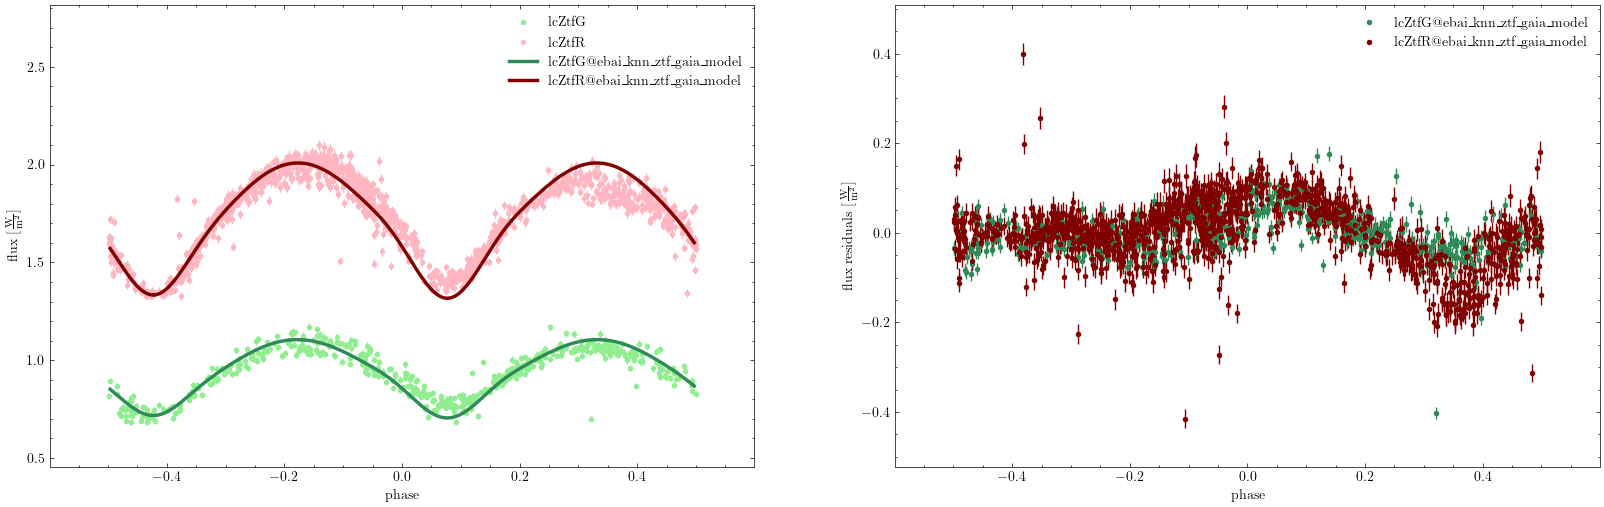 lcZtfG
lcZtfR
lcZtfG@ebai_knn_ztf_gaia_model
lcZtfR@ebai_knn_ztf_gaia_model
2.5
2.0
1.5
1.0
0.5
flux [W/m²]
−0.4 −0.2 0.0 0.2 0.4
phase
lcZtfG@ebai_knn_ztf_gaia_model
lcZtfR@ebai_knn_ztf_gaia_model
0.4
0.2
0.0
−0.2
−0.4
flux residuals [W/m²]
−0.4 −0.2 0.0 0.2 0.4
phase